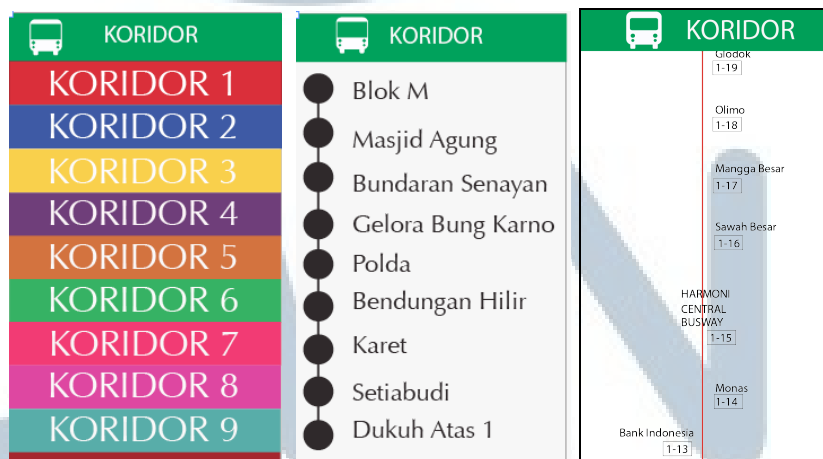 KORIDOR
KORIDOR 1
KORIDOR 2
KORIDOR 3
KORIDOR 4
KORIDOR 5
KORIDOR 6
KORIDOR 7
KORIDOR 8
KORIDOR 9
KORIDOR
Blok M
Masjid Agung
Bundaran Senayan
Gelora Bung Karno
Polda
Bendungan Hilir
Karet
Setiabudi
Dukuh Atas 1
KORIDOR
Glodok
1-19
Olimo
1-18
Mangga Besar
1-17
Sawah Besar
1-16
HARMONI
CENTRAL
BUSWAY
1-15
Monas
1-14
Bank Indonesia
1-13